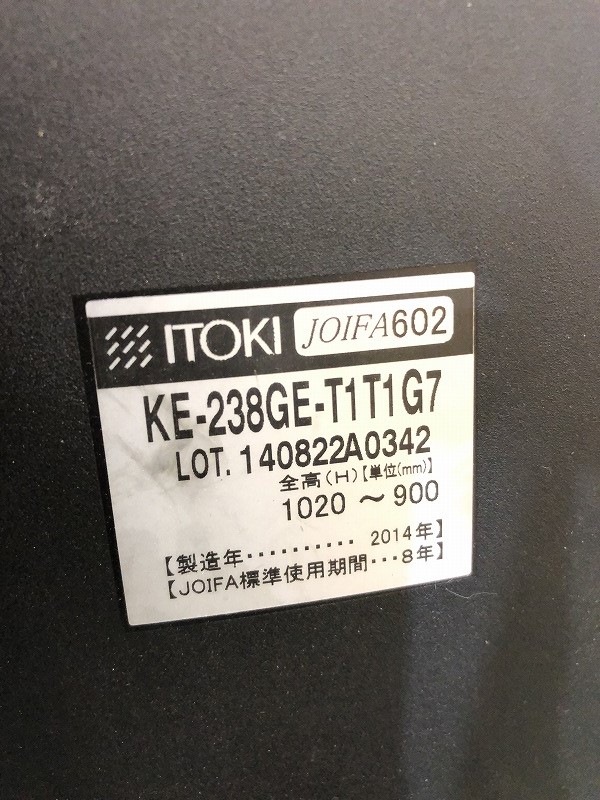 ITOKI JOIFA602
KE-238GE-T1T1G7
LOT. 140822A0342
全高(H)【単位(mm)】
1020 ～ 900
【製造年・・・・・・・・・・ 2014年】
【JOIFA標準使用期間・・・8年】